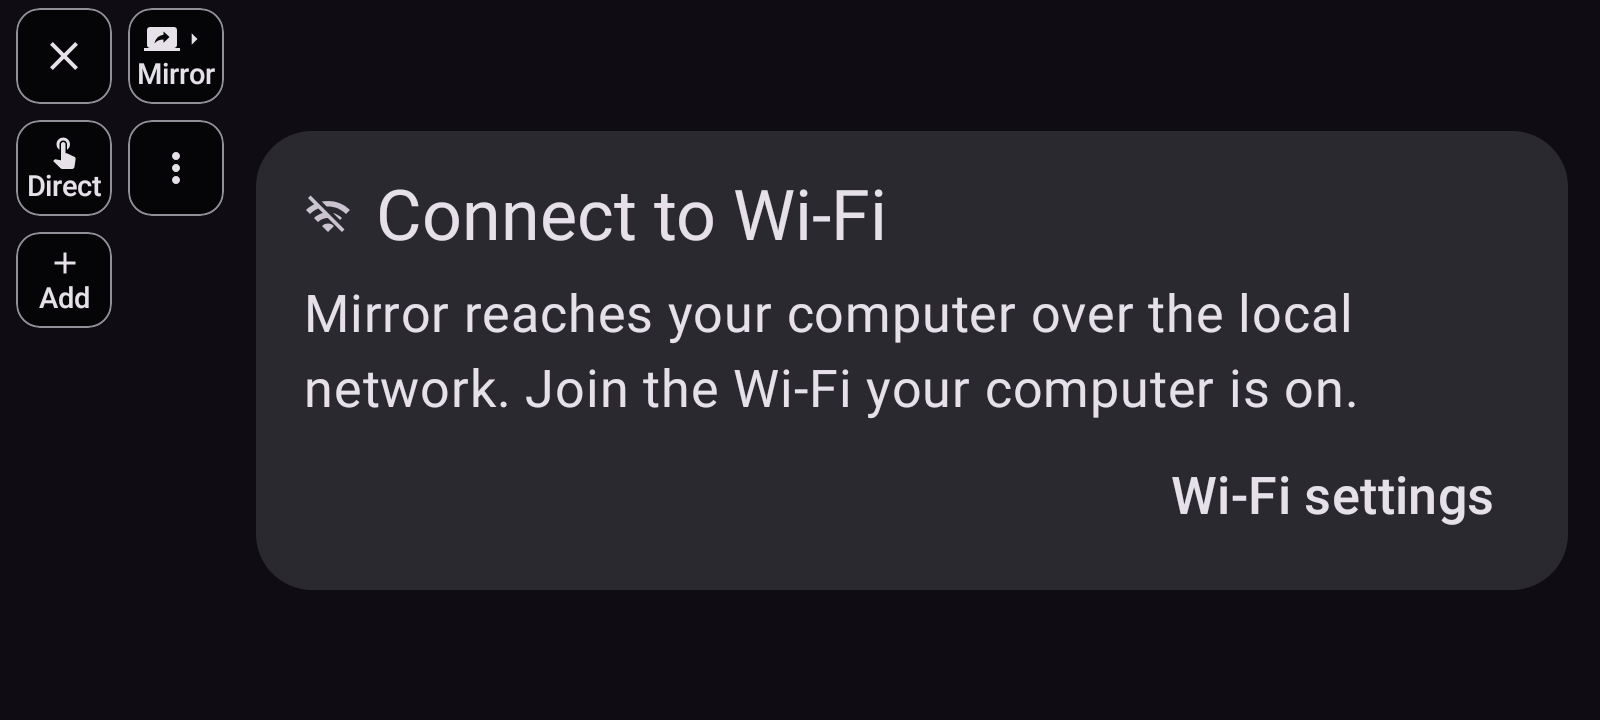 Mirror
Direct
Add
Connect to Wi-Fi
Mirror reaches your computer over the local
network. Join the Wi-Fi your computer is on.
Wi-Fi settings